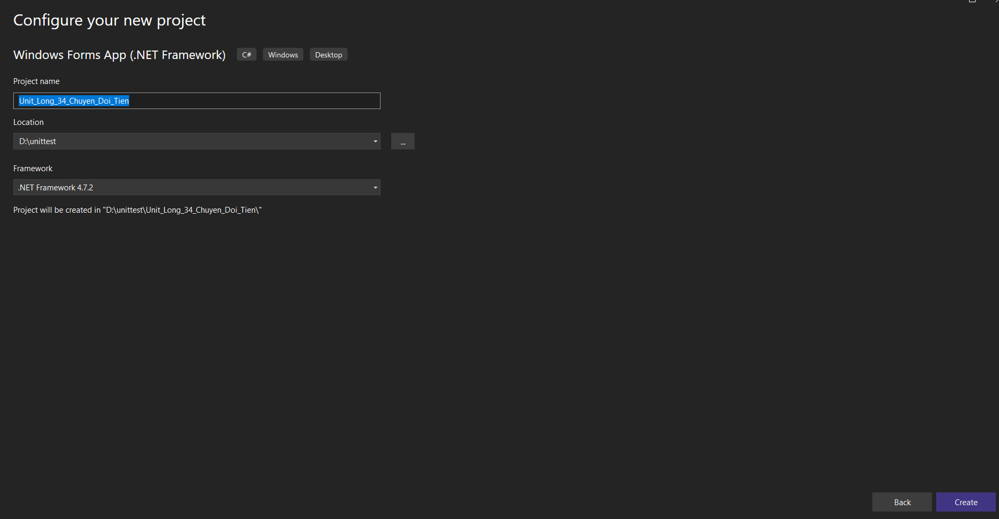 Configure your new project
Windows Forms App (.NET Framework) C# Windows Desktop
Project name
Unit_Long_34_Chuyen_Doi_Tien
Location
D:\unittest ...
Framework
.NET Framework 4.7.2
Project will be created in "D:\unittest\Unit_Long_34_Chuyen_Doi_Tien\"
Back Create